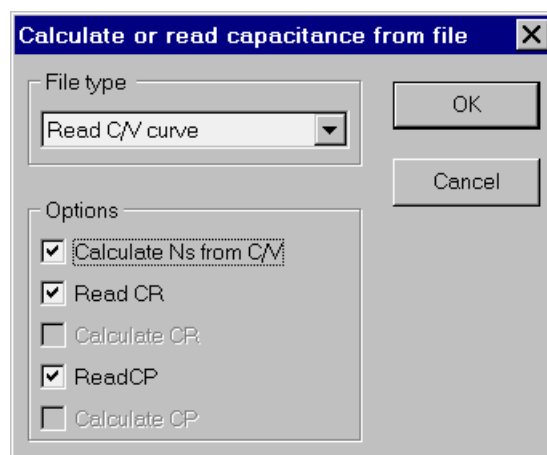 Calculate or read capacitance from file
File type
Read C/V curve
OK
Cancel
Options
Calculate Ns from C/V
Read CR
Calculate CR
ReadCP
Calculate CP